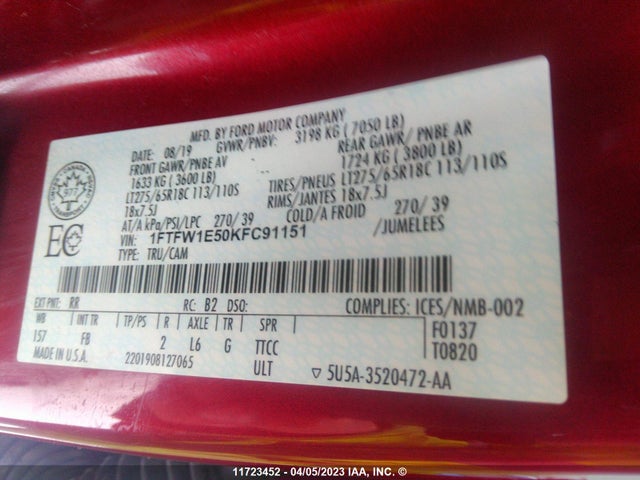 MFD. BY FORD MOTOR COMPANY
DATE: 08/19 GVWR/PNBV: 3198 KG ( 7050 LB)
FRONT GAWR/PNBE AV REAR GAWR/ PNBE AR
1633 KG ( 3600 LB) 1724 KG ( 3800 LB)
LT275/65R18C 113/110S TIRES/PNEUS LT275/65R18C 113/110S
18x7.5J RIMS/JANTES 18x7.5J
AT/A kPa/PSI/LPC 270/ 39 COLD/A FROID 270/ 39
VIN: 1FTFW1E50KFC91151 /JUMELEES
TYPE: TRU/CAM
CANADA
TRANSPORT
977
EC
EXT PNT: RR RC: B2 DSO: COMPLIES: ICES/NMB-002
WB INT TR TP/PS R AXLE TR SPR F0137
157 FB 2 L6 G TTCC T0820
MADE IN U.S.A. 2201908127065 ULT ▽ 5U5A-3520472-AA
11723452 - 04/05/2023 IAA, Inc. ©